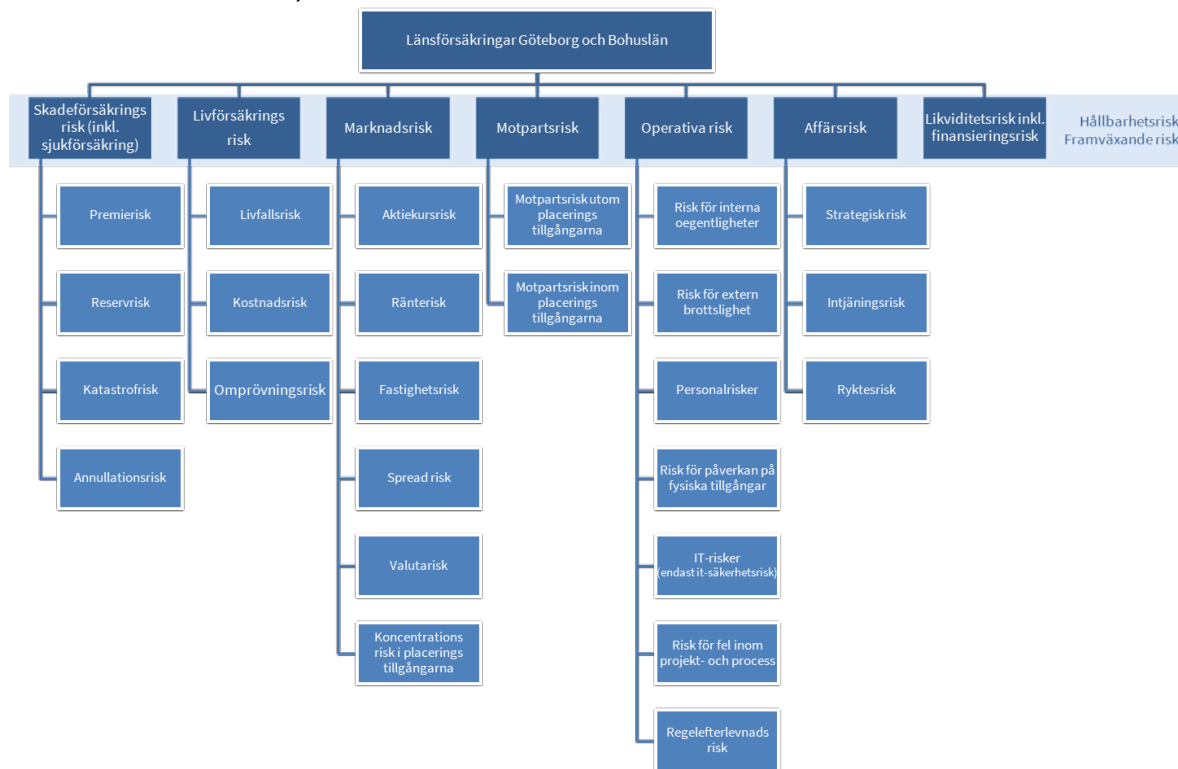 Länsförsäkringar Göteborg och Bohuslän
Skadeförsäkrings
risk (inkl.
sjukförsäkring)
Livförsäkrings
risk
Marknadsrisk
Motpartsrisk
Operativa risk
Affärsrisk
Likviditetsrisk inkl.
finansieringsrisk
Hållbarhetsrisk
Framväxande risk
Premierisk
Reservrisk
Katastrofrisk
Annullationsrisk
Livfallsrisk
Kostnadsrisk
Omprövningsrisk
Aktiekursrisk
Ränterisk
Fastighetsrisk
Spread risk
Valutarisk
Koncentrations
risk i placerings
tillgångarna
Motpartsrisk utom
placerings
tillgångarna
Motpartsrisk inom
placerings
tillgångarna
Risk för interna
oegentligheter
Risk för extern
brottslighet
Personalrisker
Risk för påverkan på
fysiska tillgångar
IT-risker
(endast it-säkerhetsrisk)
Risk för fel inom
projekt- och process
Regelefterlevnads
risk
Strategisk risk
Intjäningsrisk
Ryktesrisk